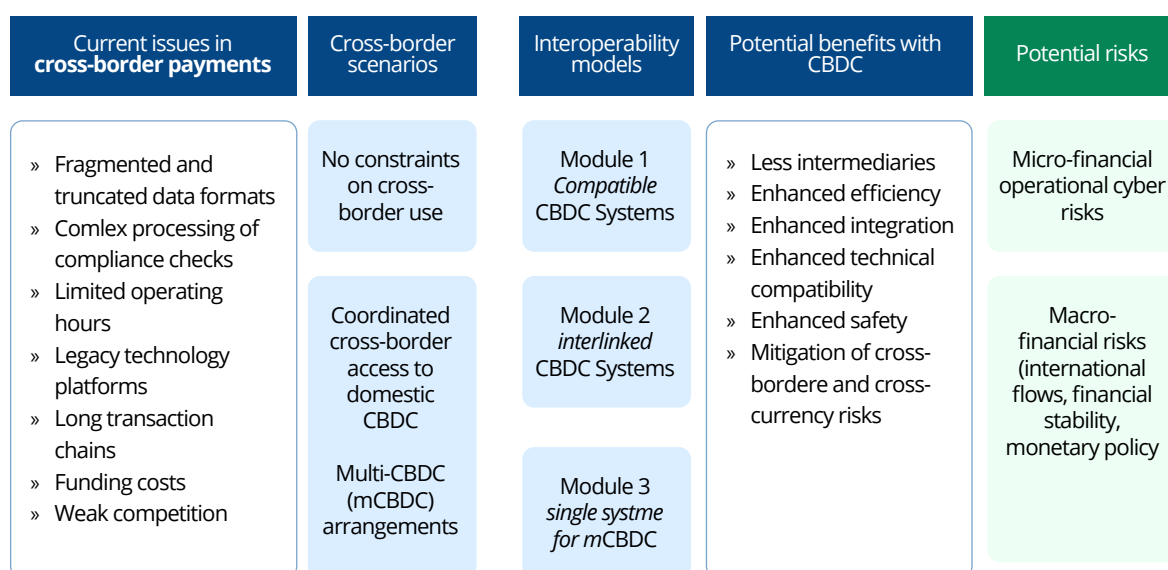 Current issues in
cross-border payments
Cross-border
scenarios
Interoperability
models
Potential benefits with
CBDC
Potential risks
» Fragmented and
truncated data formats
» Comlex processing of
compliance checks
» Limited operating
hours
» Legacy technology
platforms
» Long transaction
chains
» Funding costs
» Weak competition
No constraints
on cross-
border use
Coordinated
cross-border
access to
domestic
CBDC
Multi-CBDC
(mCBDC)
arrangements
Module 1
Compatible
CBDC Systems
Module 2
interlinked
CBDC Systems
Module 3
single systme
for mCBDC
» Less intermediaries
» Enhanced efficiency
» Enhanced integration
» Enhanced technical
compatibility
» Enhanced safety
» Mitigation of cross-
bordere and cross-
currency risks
Micro-financial
operational cyber
risks
Macro-
financial risks
(international
flows, financial
stability,
monetary policy